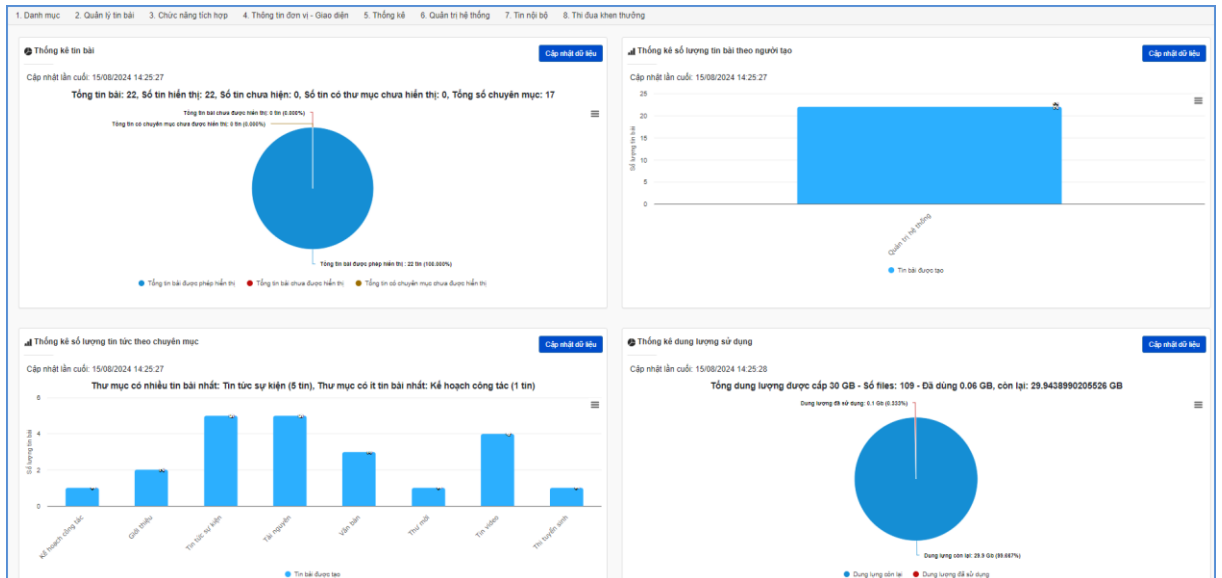 1. Danh mục 2. Quản lý tin bài 3. Chức năng tích hợp 4. Thông tin đơn vị - Giao diện 5. Thống kê 6. Quản trị hệ thống 7. Tin nội bộ 8. Thi đua khen thưởng
Thống kê tin bài
Cập nhật dữ liệu
Cập nhật lần cuối: 15/08/2024 14:25:27
Tổng tin bài: 22, Số tin hiển thị: 22, Số tin chưa hiện: 0, Số tin có thư mục chưa hiển thị: 0, Tổng số chuyên mục: 17
Tổng tin bài chưa được hiển thị: 0 tin (0.000%)
Tổng tin có chuyên mục chưa được hiển thị: 0 tin (0.000%)
Tổng tin bài được phép hiển thị : 22 tin (100.000%)
Tổng tin bài được phép hiển thị Tổng tin bài chưa được hiển thị Tổng tin có chuyên mục chưa được hiển thị
Thống kê số lượng tin bài theo người tạo
Cập nhật dữ liệu
Cập nhật lần cuối: 15/08/2024 14:25:27
25
20
15
10
5
0
Số lượng tin bài
Quản trị hệ thống
Tin bài được tạo
Thống kê số lượng tin tức theo chuyên mục
Cập nhật dữ liệu
Cập nhật lần cuối: 15/08/2024 14:25:27
Thư mục có nhiều tin bài nhất: Tin tức sự kiện (5 tin), Thư mục có ít tin bài nhất: Kế hoạch công tác (1 tin)
6
4
2
0
Số lượng tin bài
Kế hoạch công tác
Giới thiệu
Tin tức sự kiện
Tài nguyên
Văn bản
Thư mời
Tin video
Thi tuyển sinh
Tin bài được tạo
Thống kê dung lượng sử dụng
Cập nhật dữ liệu
Cập nhật lần cuối: 15/08/2024 14:25:28
Tổng dung lượng được cấp 30 GB - Số files: 109 - Đã dùng 0.06 GB, còn lại: 29.9438990205526 GB
Dung lượng đã sử dụng: 0.1 Gb (0.333%)
Dung lựng còn lại: 29.9 Gb (99.667%)
Dung lựng còn lại Dung lượng đã sử dụng